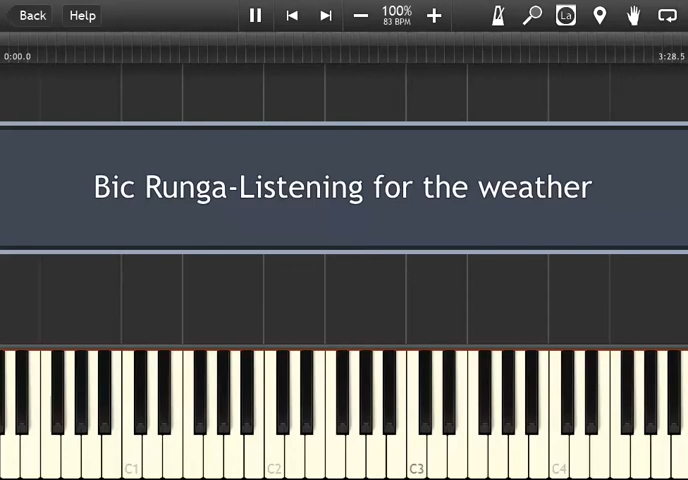 Back Help 100% La
83 BPM
0:00.0 3:28.5
Bic Runga-Listening for the weather
C1 C2 C3 C4